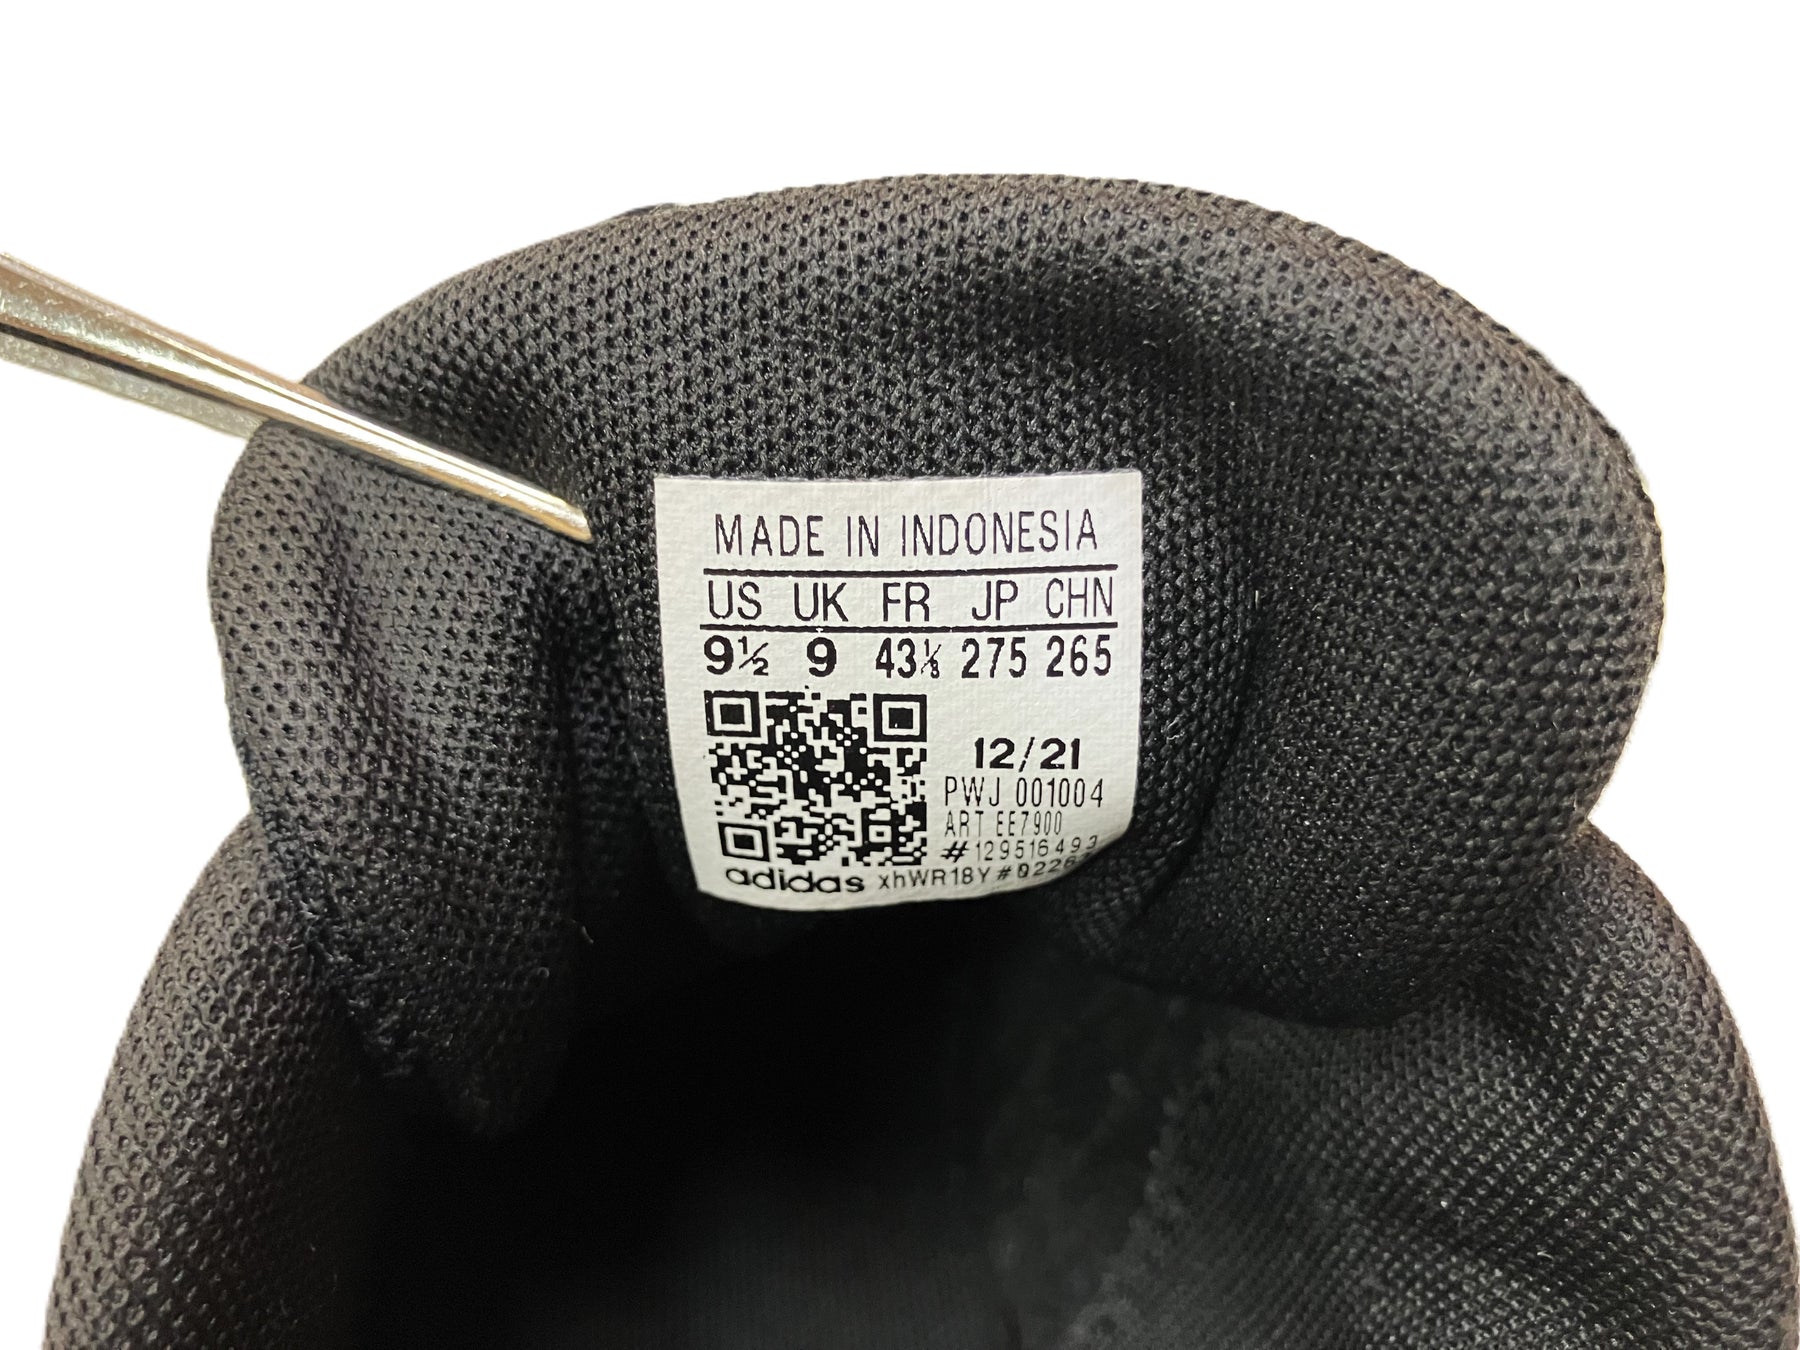 MADE IN INDONESIA
US UK FR JP CHN
9½ 9 43⅓ 275 265
12/21
PWJ 001004
ART EE7900
#129516493
adidas xhWR18Y#